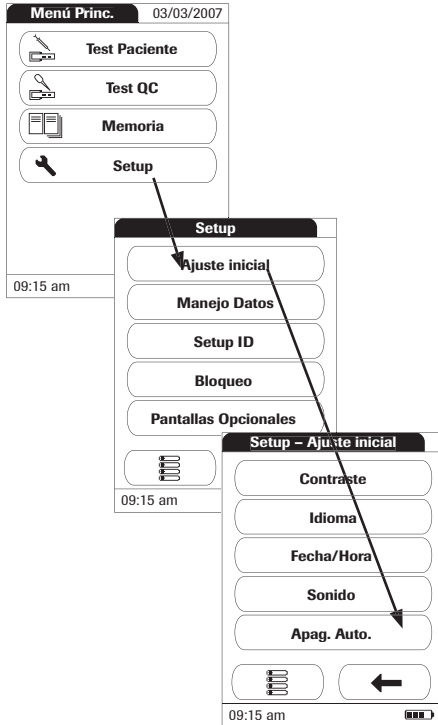 Menú Princ. 03/03/2007
Test Paciente
Test QC
Memoria
Setup
09:15 am
Setup
Ajuste inicial
Manejo Datos
Setup ID
Bloqueo
Pantallas Opcionales
09:15 am
Setup – Ajuste inicial
Contraste
Idioma
Fecha/Hora
Sonido
Apag. Auto.
09:15 am